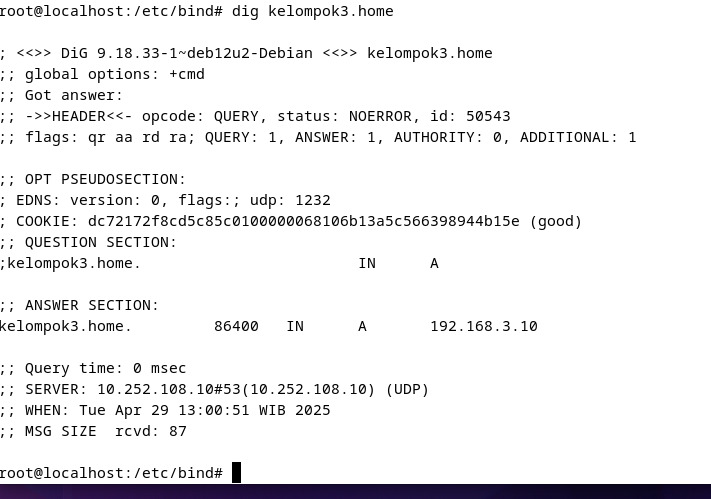 root@localhost:/etc/bind# dig kelompok3.home
; <<>> DiG 9.18.33-1~deb12u2-Debian <<>> kelompok3.home
;; global options: +cmd
;; Got answer:
;; ->>HEADER<<- opcode: QUERY, status: NOERROR, id: 50543
;; flags: qr aa rd ra; QUERY: 1, ANSWER: 1, AUTHORITY: 0, ADDITIONAL: 1
;; OPT PSEUDOSECTION:
; EDNS: version: 0, flags:; udp: 1232
; COOKIE: dc72172f8cd5c85c0100000068106b13a5c566398944b15e (good)
;; QUESTION SECTION:
;kelompok3.home. IN A
;; ANSWER SECTION:
kelompok3.home. 86400 IN A 192.168.3.10
;; Query time: 0 msec
;; SERVER: 10.252.108.10#53(10.252.108.10) (UDP)
;; WHEN: Tue Apr 29 13:00:51 WIB 2025
;; MSG SIZE rcvd: 87
root@localhost:/etc/bind#